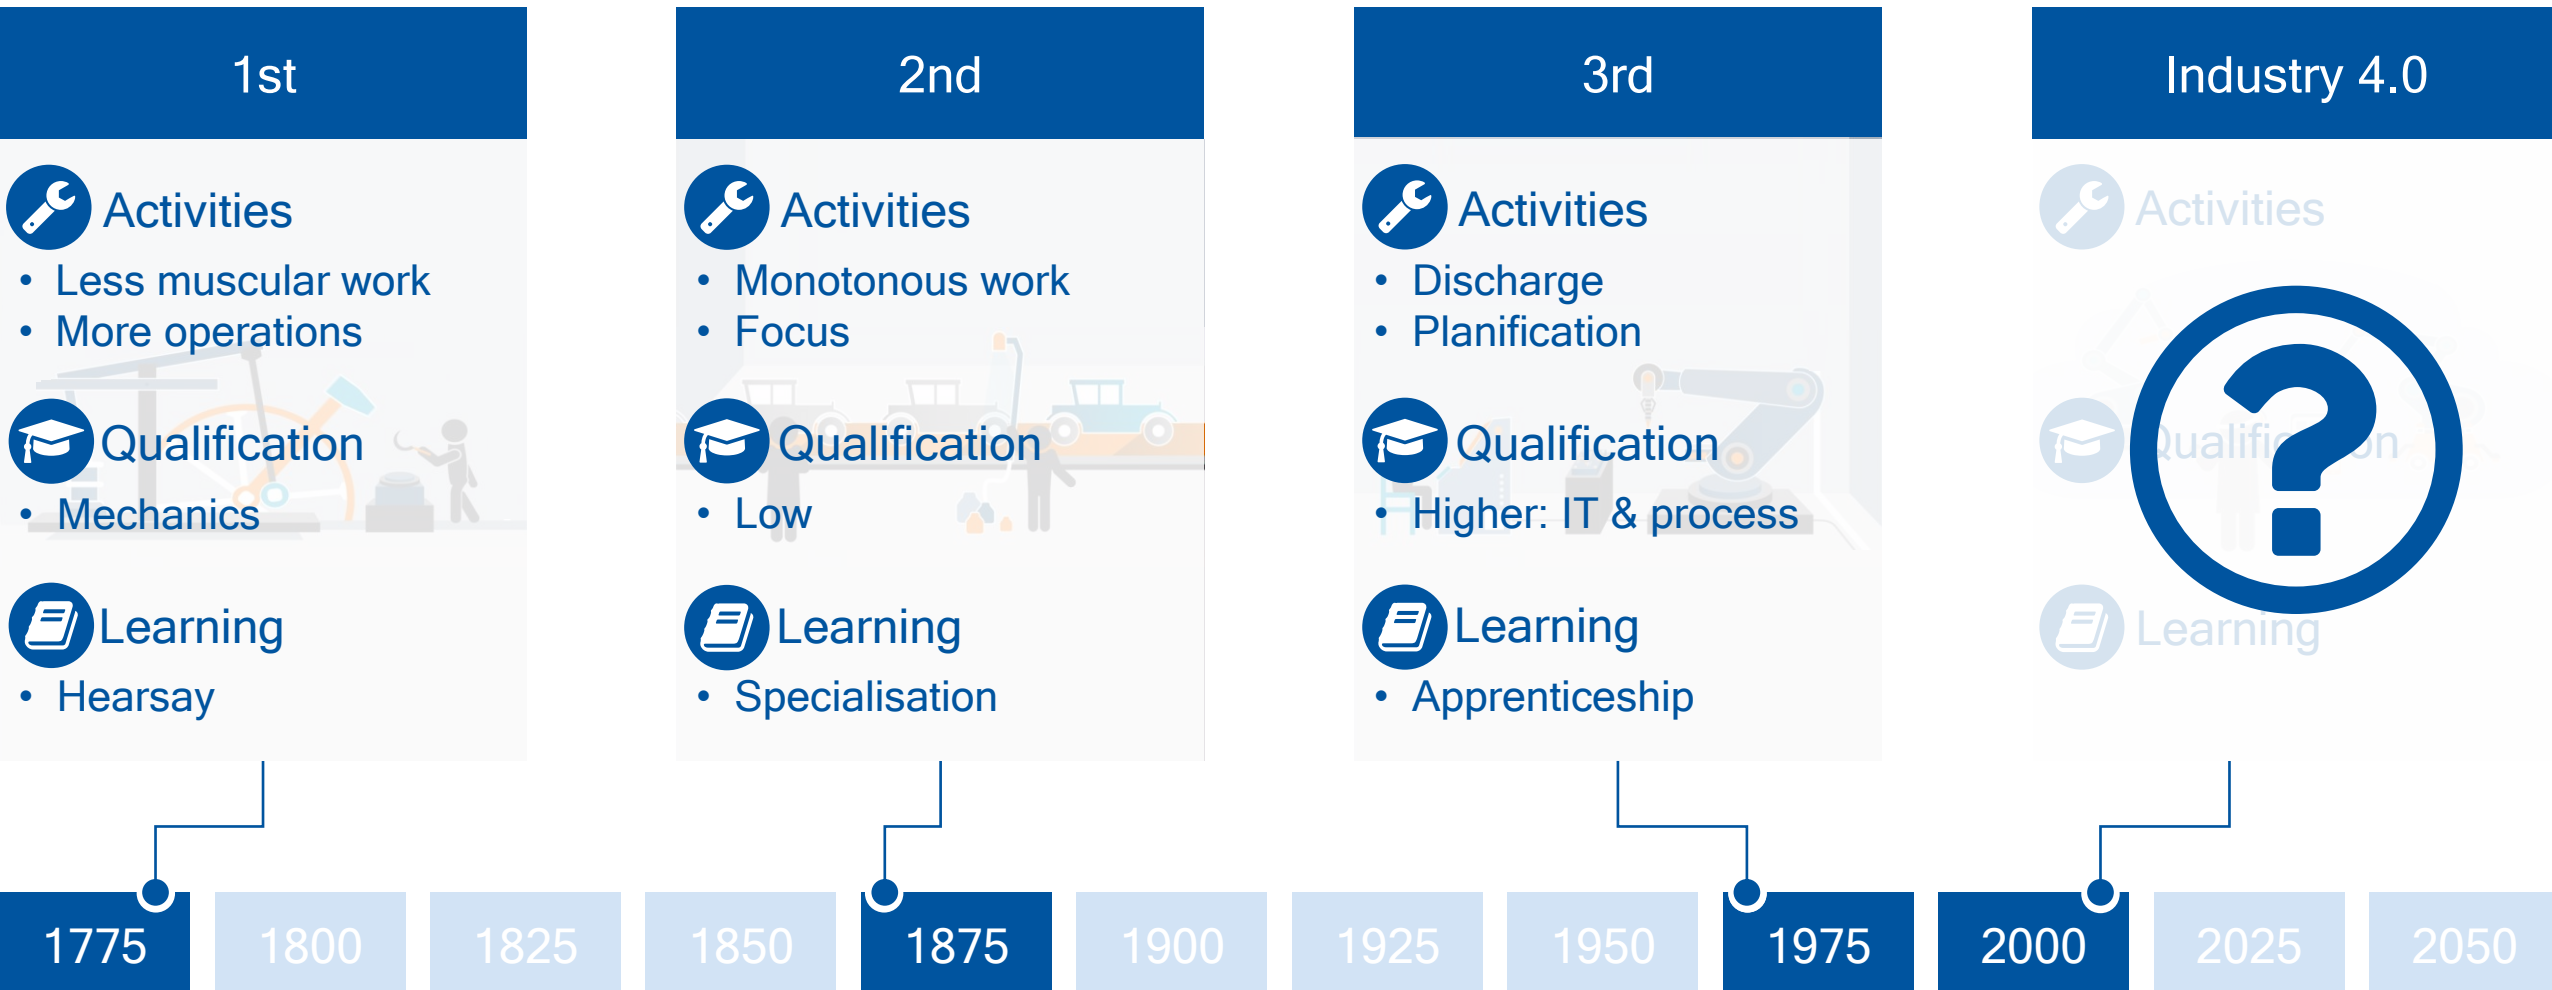 1st
Activities
• Less muscular work
• More operations
Qualification
• Mechanics
Learning
• Hearsay
2nd
Activities
• Monotonous work
• Focus
Qualification
• Low
Learning
• Specialisation
3rd
Activities
• Discharge
• Planification
Qualification
• Higher: IT & process
Learning
• Apprenticeship
Industry 4.0
Activities
Qualification
Learning
?
1775 1800 1825 1850 1875 1900 1925 1950 1975 2000 2025 2050